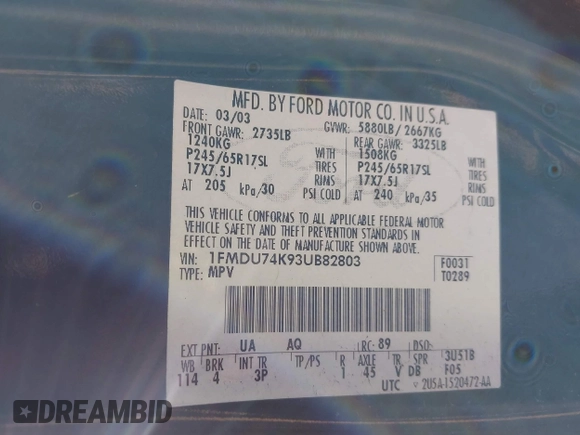 MFD. BY FORD MOTOR CO. IN U.S.A.
DATE: 03/03 GVWR: 5880LB/ 2667KG
FRONT GAWR: 2735LB REAR GAWR: 3325LB
1240KG 1508KG
P245/65R17SL TIRES P245/65R17SL TIRES
17X7.5J RIMS 17X7.5J RIMS
AT 205 kPa/30 PSI COLD AT 240 kPa/35 PSI COLD
THIS VEHICLE CONFORMS TO ALL APPLICABLE FEDERAL MOTOR
VEHICLE SAFETY AND THEFT PREVENTION STANDARDS IN
EFFECT ON THE DATE OF MANUFACTURE SHOWN ABOVE.
VIN: 1FMDU74K93UB82803 F0031
TYPE: MPV T0289
EXT PNT: UA AQ RC: 89 DSO:
WB BRK INT TR TP/PS R AXLE TR SPR 3U51B
114 4 3P 1 45 V DB F05
UTC ▽ 2U5A-1520472-AA
DREAMBID